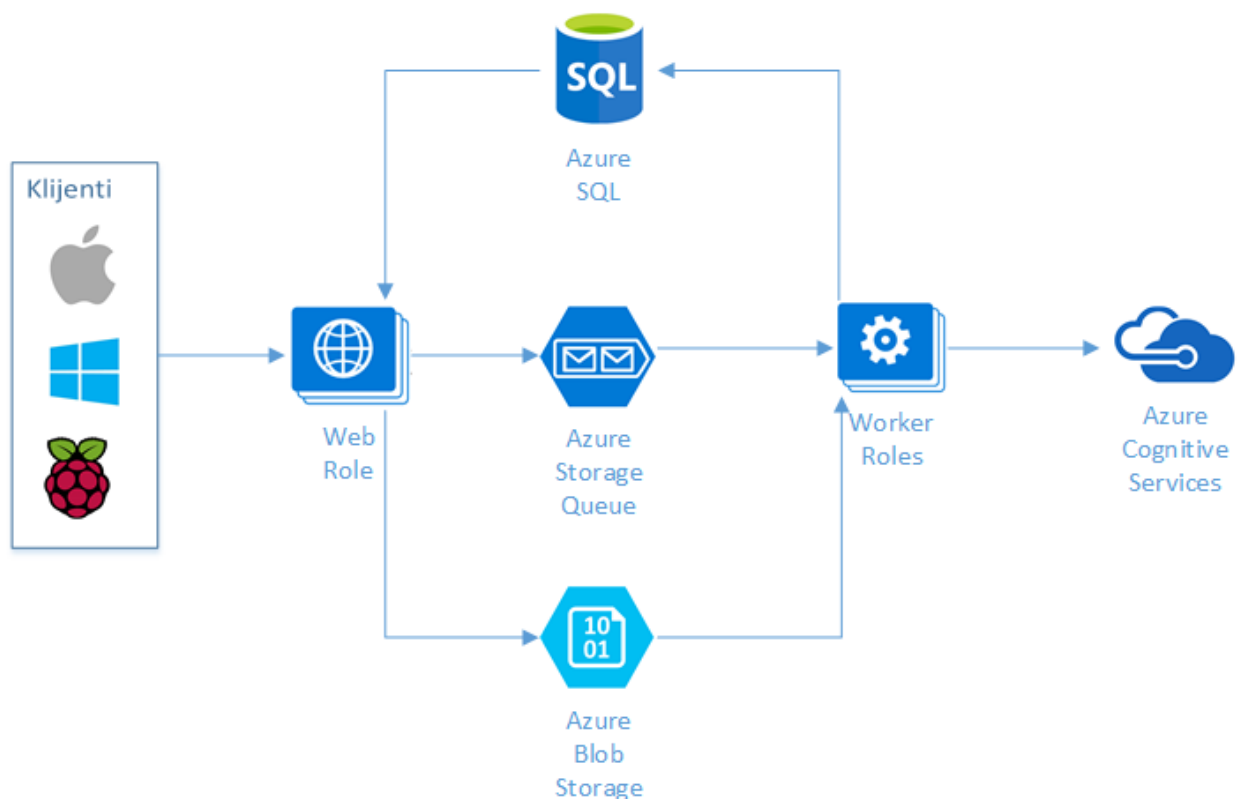 SQL
Azure
SQL
Klijenti
Web
Role
Azure
Storage
Queue
Worker
Roles
Azure
Cognitive
Services
10
01
Azure
Blob
Storage